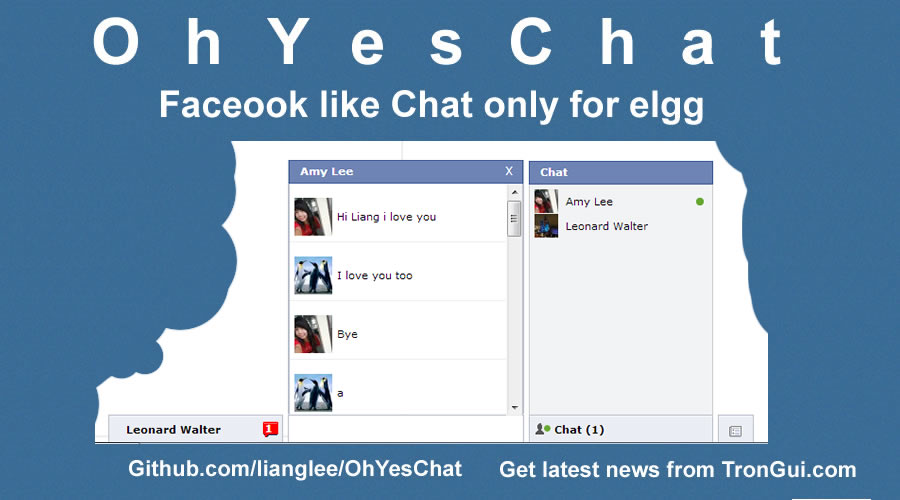 OhYesChat
Faceook like Chat only for elgg
Amy Lee X
Hi Liang i love you
I love you too
Bye
a
Chat
Amy Lee
Leonard Walter
Leonard Walter 1
Chat (1)
Github.com/lianglee/OhYesChat
Get latest news from TronGui.com